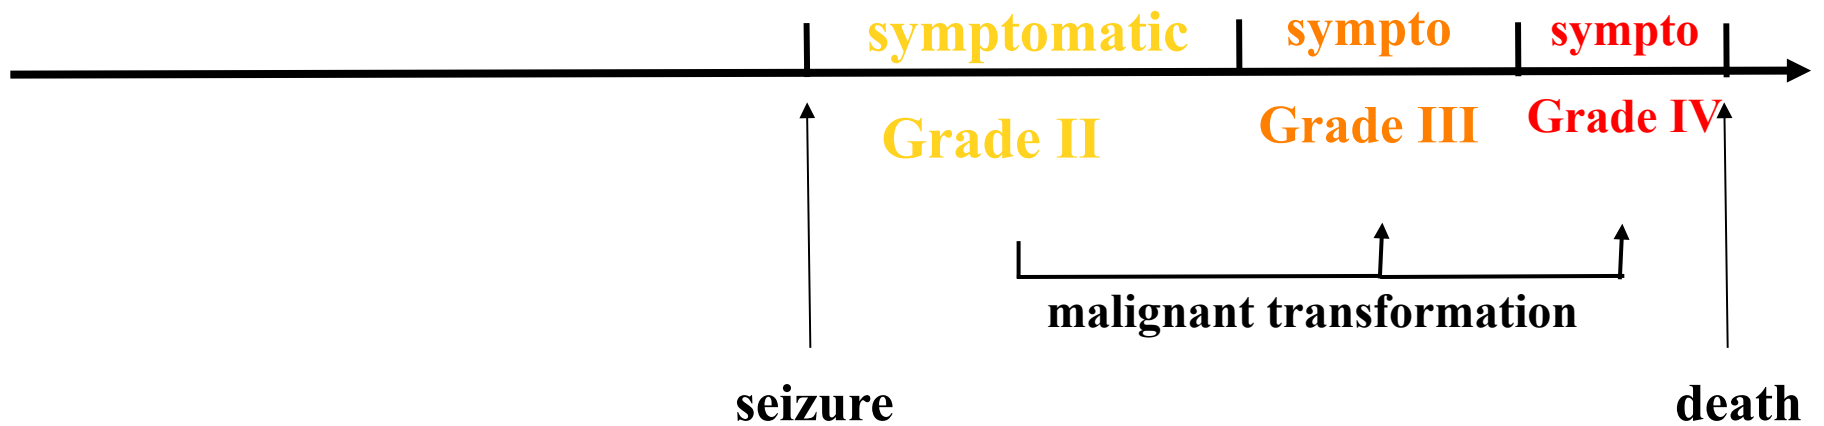 symptomatic
sympto
sympto
Grade II
Grade III
Grade IV
malignant transformation
seizure
death